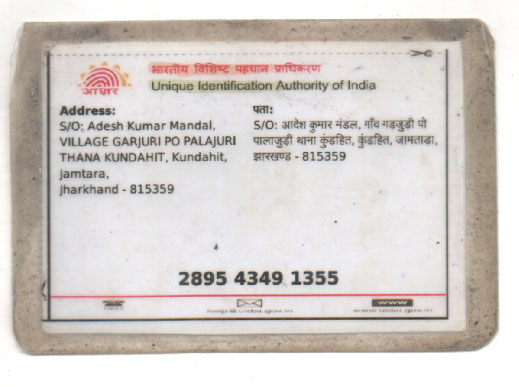 भारतीय विशिष्ट पहचान प्राधिकरण
आधार
Unique Identification Authority of India
Address:
S/O: Adesh Kumar Mandal,
VILLAGE GARJURI PO PALAJURI
THANA KUNDAHIT, Kundahit,
Jamtara,
Jharkhand - 815359
पता:
S/O: आदेश कुमार मंडल, गाँव गड़जुड़ी पो
पालाजुड़ी थाना कुंडहित, कुंडहित, जामताडा,
झारखण्ड - 815359
2895 4349 1355
help@uidai.gov.in
www
www.uidai.gov.in